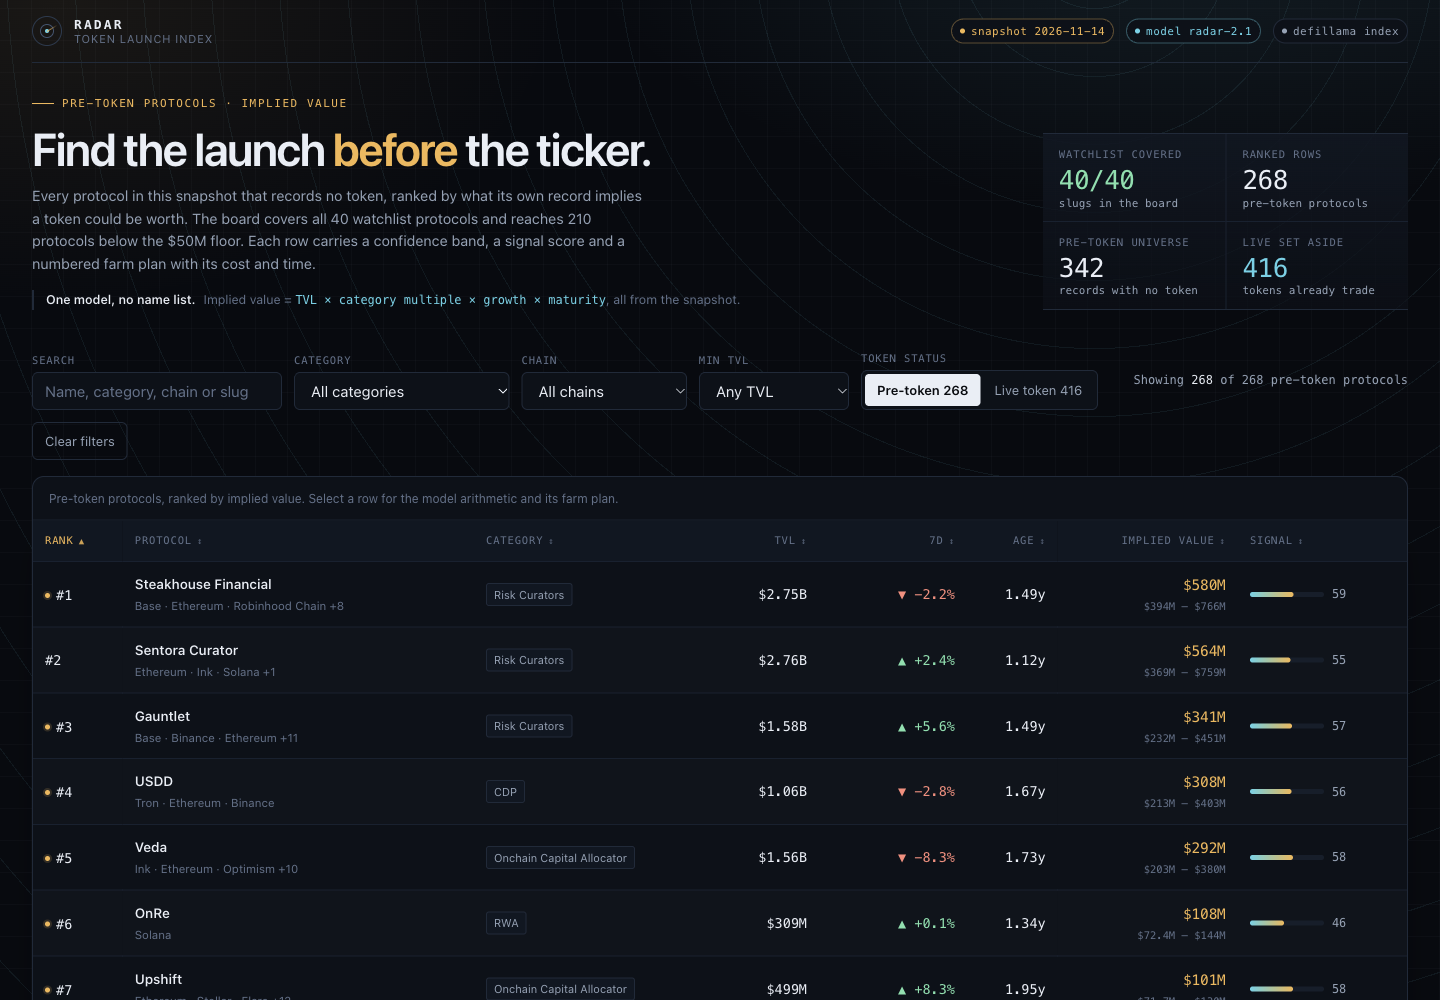 RADAR
TOKEN LAUNCH INDEX
snapshot 2026-11-14
model radar-2.1
defillama index
PRE-TOKEN PROTOCOLS · IMPLIED VALUE
Find the launch before the ticker.
Every protocol in this snapshot that records no token, ranked by what its own record implies
a token could be worth. The board covers all 40 watchlist protocols and reaches 210
protocols below the $50M floor. Each row carries a confidence band, a signal score and a
numbered farm plan with its cost and time.
One model, no name list. Implied value = TVL × category multiple × growth × maturity, all from the snapshot.
WATCHLIST COVERED
40/40
slugs in the board
RANKED ROWS
268
pre-token protocols
PRE-TOKEN UNIVERSE
342
records with no token
LIVE SET ASIDE
416
tokens already trade
SEARCH
Name, category, chain or slug
CATEGORY
All categories
CHAIN
All chains
MIN TVL
Any TVL
TOKEN STATUS
Pre-token 268
Live token 416
Showing 268 of 268 pre-token protocols
Clear filters
Pre-token protocols, ranked by implied value. Select a row for the model arithmetic and its farm plan.
RANK ▲ PROTOCOL ↕ CATEGORY ↕ TVL ↕ 7D ↕ AGE ↕ IMPLIED VALUE ↕ SIGNAL ↕
#1 Steakhouse Financial Risk Curators $2.75B ▼ −2.2% 1.49y $580M 59
Base · Ethereum · Robinhood Chain +8 $394M — $766M
#2 Sentora Curator Risk Curators $2.76B ▲ +2.4% 1.12y $564M 55
Ethereum · Ink · Solana +1 $369M — $759M
#3 Gauntlet Risk Curators $1.58B ▲ +5.6% 1.49y $341M 57
Base · Binance · Ethereum +11 $232M — $451M
#4 USDD CDP $1.06B ▼ −2.8% 1.67y $308M 56
Tron · Ethereum · Binance $213M — $403M
#5 Veda Onchain Capital Allocator $1.56B ▼ −8.3% 1.73y $292M 58
Ink · Ethereum · Optimism +10 $203M — $380M
#6 OnRe RWA $309M ▲ +0.1% 1.34y $108M 46
Solana $72.4M — $144M
#7 Upshift Onchain Capital Allocator $499M ▲ +8.3% 1.95y $101M 58